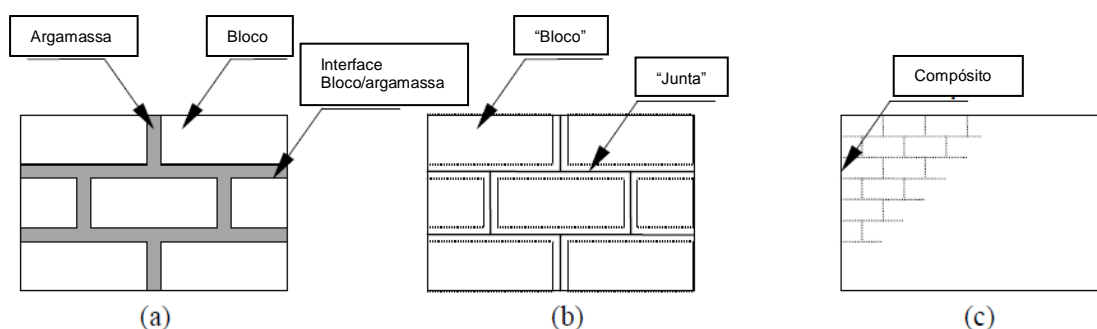 Argamassa
Bloco
Interface
Bloco/argamassa
“Bloco”
“Junta”
Compósito
(a)
(b)
(c)